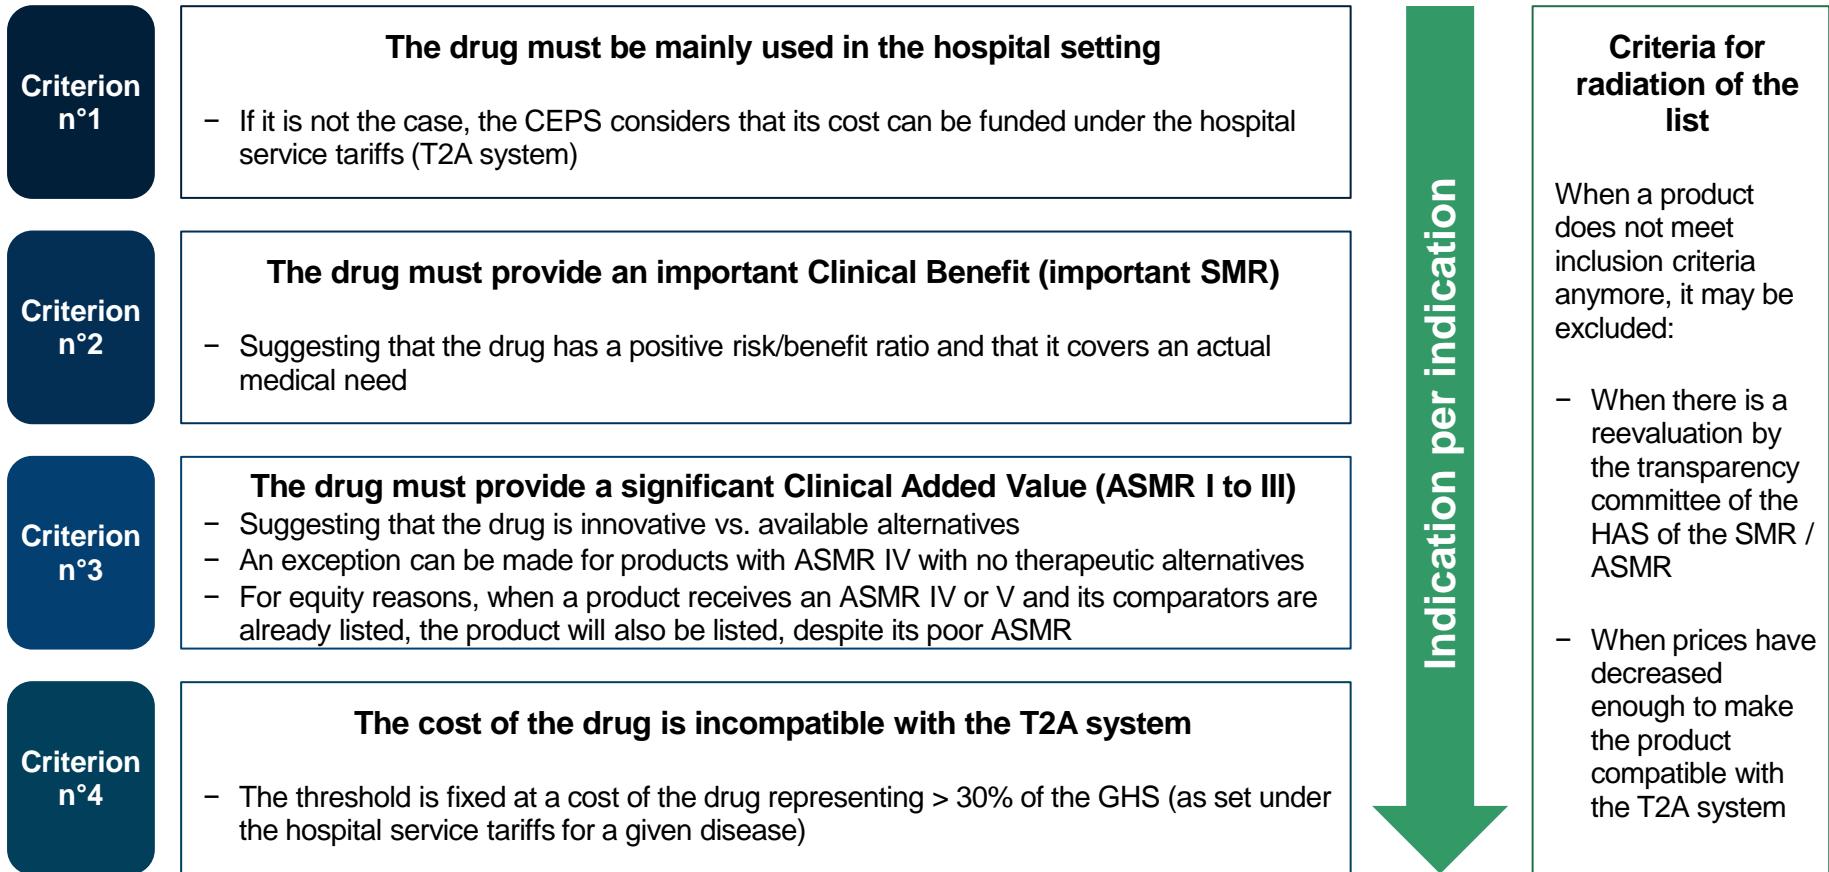 Criterion
n°1
The drug must be mainly used in the hospital setting
− If it is not the case, the CEPS considers that its cost can be funded under the hospital
service tariffs (T2A system)
Criterion
n°2
The drug must provide an important Clinical Benefit (important SMR)
− Suggesting that the drug has a positive risk/benefit ratio and that it covers an actual
medical need
Criterion
n°3
The drug must provide a significant Clinical Added Value (ASMR I to III)
− Suggesting that the drug is innovative vs. available alternatives
− An exception can be made for products with ASMR IV with no therapeutic alternatives
− For equity reasons, when a product receives an ASMR IV or V and its comparators are
already listed, the product will also be listed, despite its poor ASMR
Criterion
n°4
The cost of the drug is incompatible with the T2A system
− The threshold is fixed at a cost of the drug representing > 30% of the GHS (as set under
the hospital service tariffs for a given disease)
Indication per indication
Criteria for
radiation of the
list
When a product
does not meet
inclusion criteria
anymore, it may be
excluded:
− When there is a
reevaluation by
the transparency
committee of the
HAS of the SMR /
ASMR
− When prices have
decreased
enough to make
the product
compatible with
the T2A system